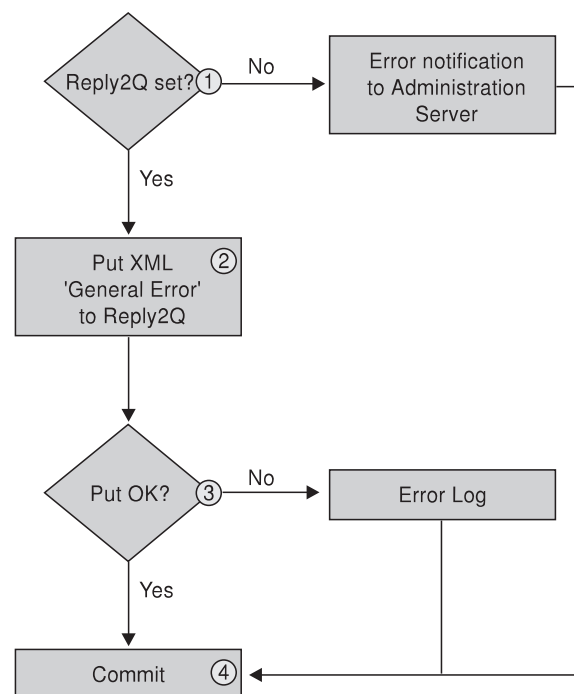 Reply2Q set? 1
No
Error notification
to Administration
Server
Yes
Put XML 2
'General Error'
to Reply2Q
Put OK? 3
No
Error Log
Yes
Commit 4